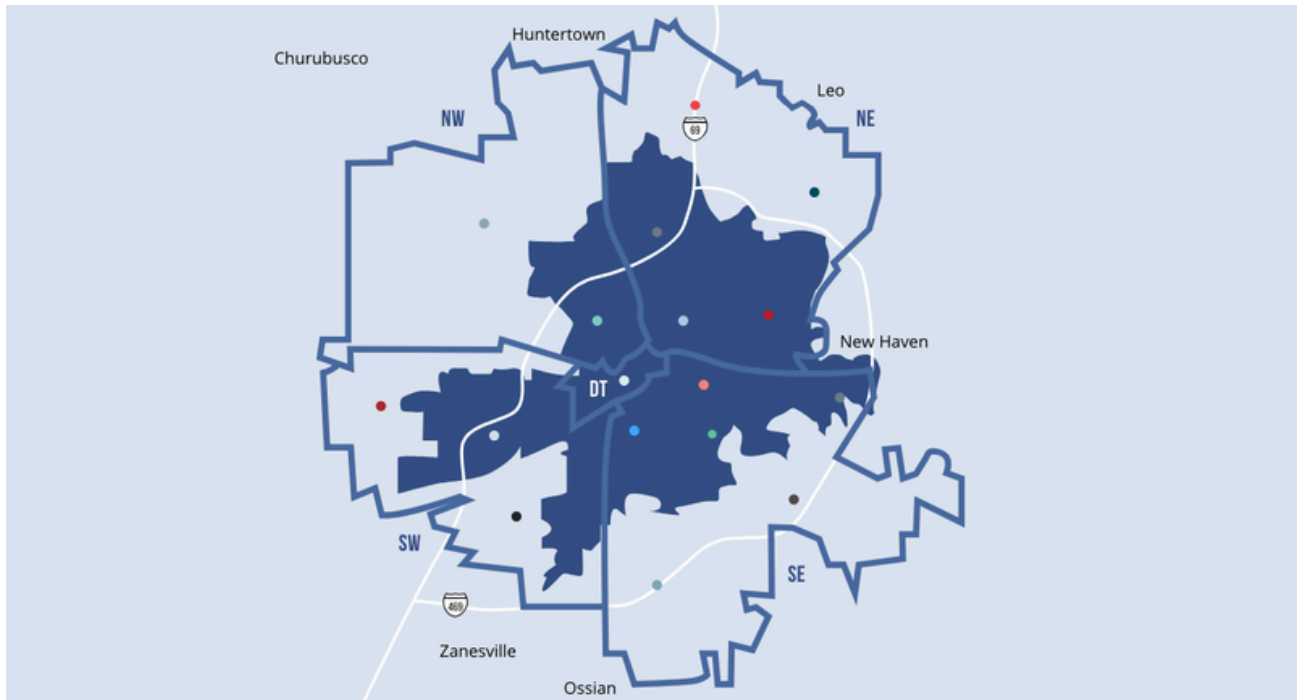 Huntertown
Churubusco
Leo
NW
NE
69
New Haven
DT
SW
SE
469
Zanesville
Ossian